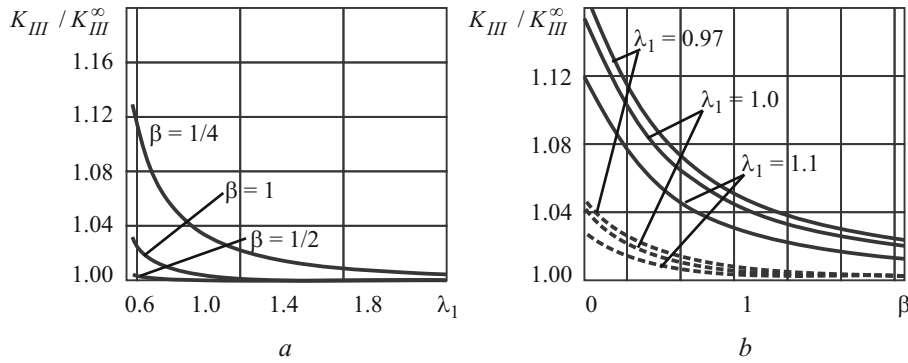 K_III / K_III^∞
1.16
1.12
1.08
1.04
1.00
β = 1/4
β = 1
β = 1/2
0.6 1.0 1.4 1.8 λ₁
a
K_III / K_III^∞
1.12
1.08
1.04
1.00
λ₁ = 0.97
λ₁ = 1.0
λ₁ = 1.1
0 1 β
b